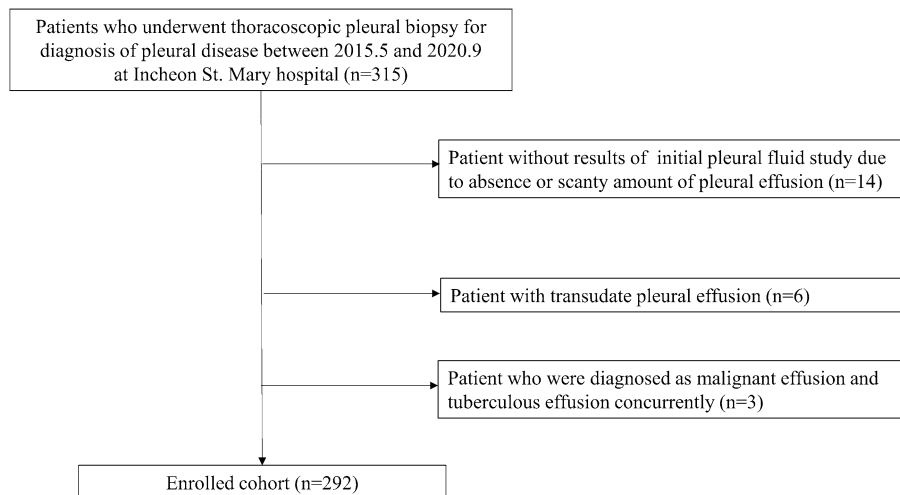 Patients who underwent thoracoscopic pleural biopsy for
diagnosis of pleural disease between 2015.5 and 2020.9
at Incheon St. Mary hospital (n=315)
Patient without results of initial pleural fluid study due
to absence or scanty amount of pleural effusion (n=14)
Patient with transudate pleural effusion (n=6)
Patient who were diagnosed as malignant effusion and
tuberculous effusion concurrently (n=3)
Enrolled cohort (n=292)